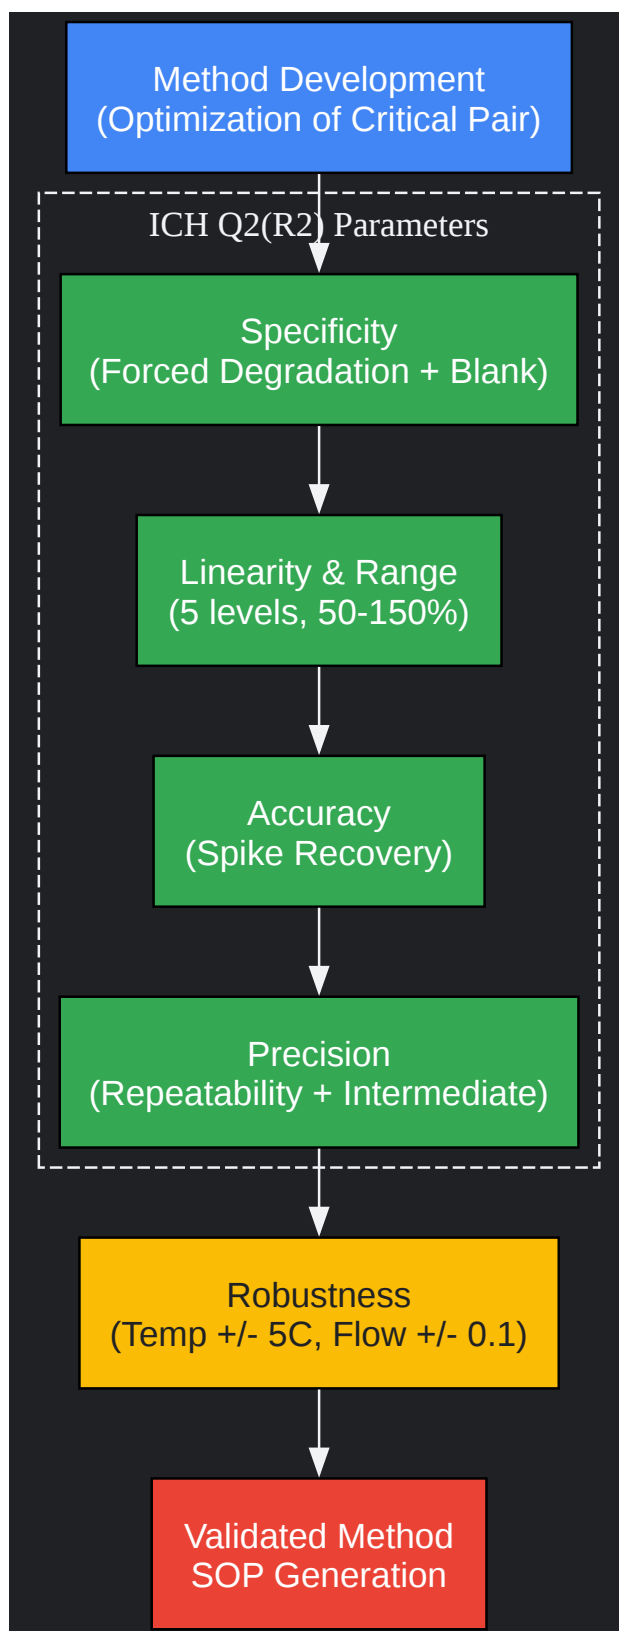 Method Development
(Optimization of Critical Pair)
ICH Q2(R2) Parameters
Specificity
(Forced Degradation + Blank)
Linearity & Range
(5 levels, 50-150%)
Accuracy
(Spike Recovery)
Precision
(Repeatability + Intermediate)
Robustness
(Temp +/- 5C, Flow +/- 0.1)
Validated Method
SOP Generation